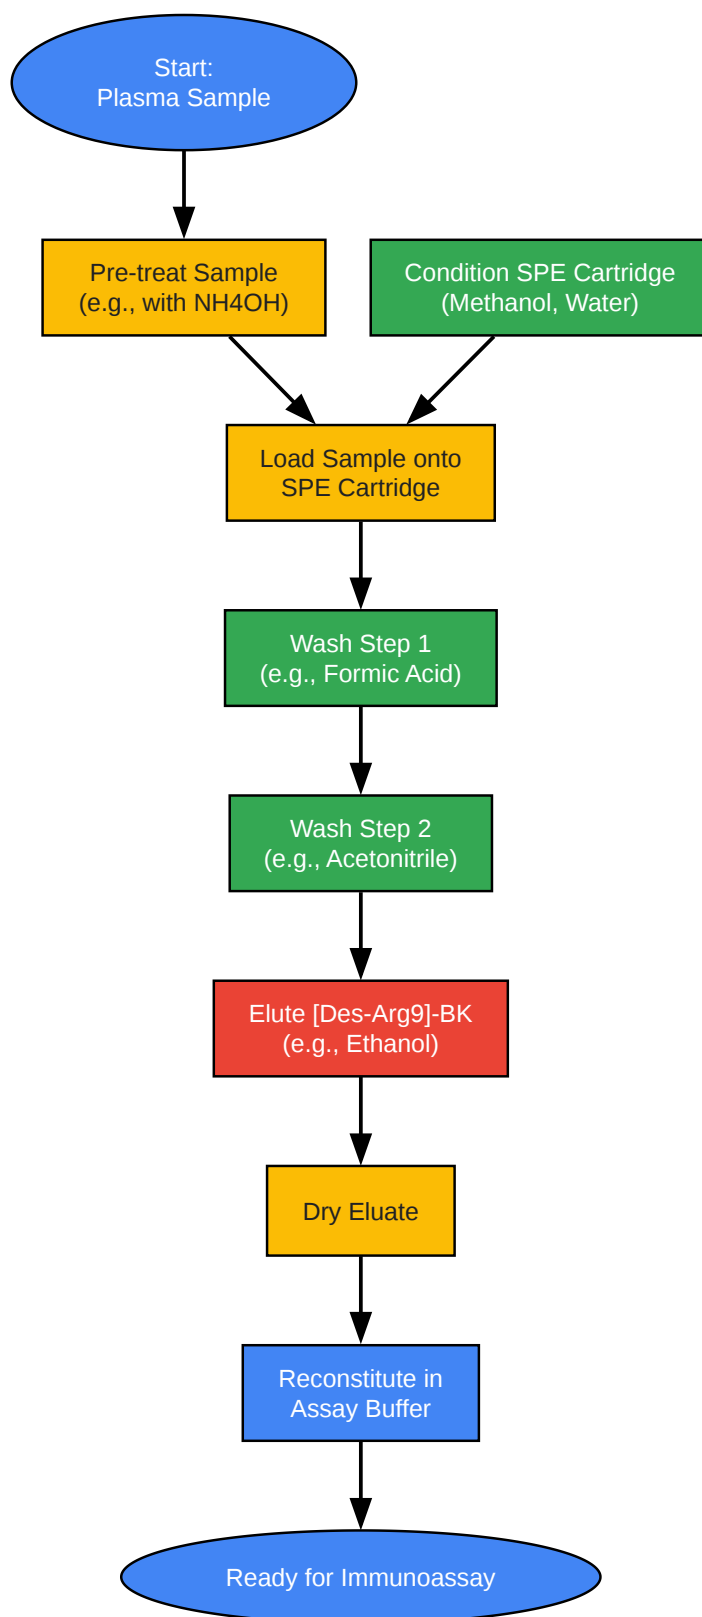 Start:
Plasma Sample
Pre-treat Sample
(e.g., with NH4OH)
Condition SPE Cartridge
(Methanol, Water)
Load Sample onto
SPE Cartridge
Wash Step 1
(e.g., Formic Acid)
Wash Step 2
(e.g., Acetonitrile)
Elute [Des-Arg9]-BK
(e.g., Ethanol)
Dry Eluate
Reconstitute in
Assay Buffer
Ready for Immunoassay